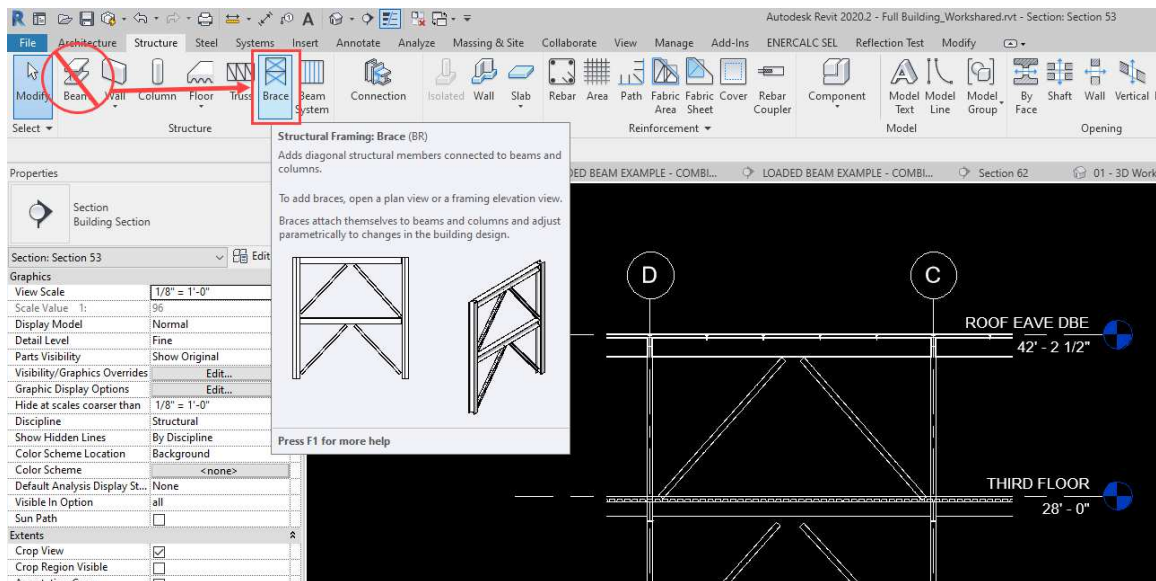 Autodesk Revit 2020.2 - Full Building_Workshared.rvt - Section: Section 53
File Architecture Structure Steel Systems Insert Annotate Analyze Massing & Site Collaborate View Manage Add-Ins ENERCALC SEL Reflection Test Modify
Modify Beam Wall Column Floor Truss Brace Beam System Connection Isolated Wall Slab Rebar Area Path Fabric Area Fabric Sheet Cover Rebar Coupler Component Model Text Model Line Model Group By Face Shaft Wall Vertical
Select Structure Reinforcement Model Opening
Structural Framing: Brace (BR)
Adds diagonal structural members connected to beams and
columns.
To add braces, open a plan view or a framing elevation view.
Braces attach themselves to beams and columns and adjust
parametrically to changes in the building design.
Press F1 for more help
DED BEAM EXAMPLE - COMBI... LOADED BEAM EXAMPLE - COMBI... Section 62 01 - 3D Work
Properties
Section
Building Section
Section: Section 53 Edit
Graphics
View Scale 1/8" = 1'-0"
Scale Value 1: 96
Display Model Normal
Detail Level Fine
Parts Visibility Show Original
Visibility/Graphics Overrides Edit...
Graphic Display Options Edit...
Hide at scales coarser than 1/8" = 1'-0"
Discipline Structural
Show Hidden Lines By Discipline
Color Scheme Location Background
Color Scheme <none>
Default Analysis Display St... None
Visible In Option all
Sun Path
Extents
Crop View
Crop Region Visible
D C
ROOF EAVE DBE
42' - 2 1/2"
THIRD FLOOR
28' - 0"